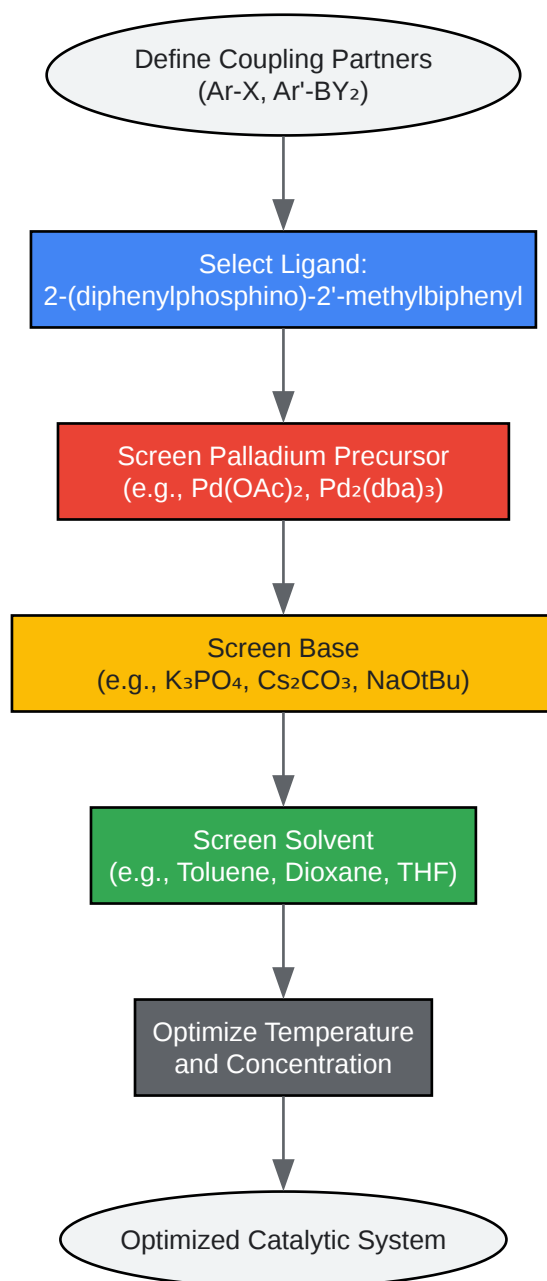 Define Coupling Partners
(Ar-X, Ar'-BY₂)
Select Ligand:
2-(diphenylphosphino)-2'-methylbiphenyl
Screen Palladium Precursor
(e.g., Pd(OAc)₂, Pd₂(dba)₃)
Screen Base
(e.g., K₃PO₄, Cs₂CO₃, NaOtBu)
Screen Solvent
(e.g., Toluene, Dioxane, THF)
Optimize Temperature
and Concentration
Optimized Catalytic System